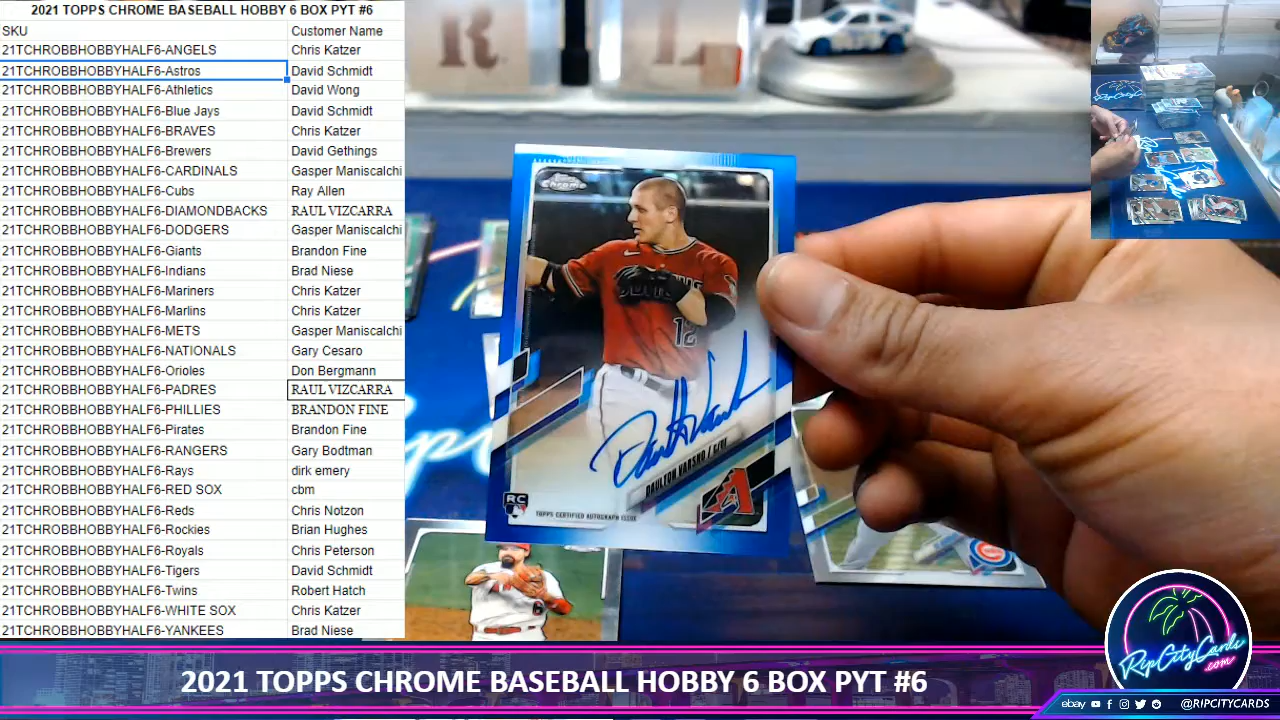 2021 TOPPS CHROME BASEBALL HOBBY 6 BOX PYT #6
SKU Customer Name
21TCHROBBHOBBYHALF6-ANGELS Chris Katzer
21TCHROBBHOBBYHALF6-Astros David Schmidt
21TCHROBBHOBBYHALF6-Athletics David Wong
21TCHROBBHOBBYHALF6-Blue Jays David Schmidt
21TCHROBBHOBBYHALF6-BRAVES Chris Katzer
21TCHROBBHOBBYHALF6-Brewers David Gethings
21TCHROBBHOBBYHALF6-CARDINALS Gasper Maniscalchi
21TCHROBBHOBBYHALF6-Cubs Ray Allen
21TCHROBBHOBBYHALF6-DIAMONDBACKS RAUL VIZCARRA
21TCHROBBHOBBYHALF6-DODGERS Gasper Maniscalchi
21TCHROBBHOBBYHALF6-Giants Brandon Fine
21TCHROBBHOBBYHALF6-Indians Brad Niese
21TCHROBBHOBBYHALF6-Mariners Chris Katzer
21TCHROBBHOBBYHALF6-Marlins Chris Katzer
21TCHROBBHOBBYHALF6-METS Gasper Maniscalchi
21TCHROBBHOBBYHALF6-NATIONALS Gary Cesaro
21TCHROBBHOBBYHALF6-Orioles Don Bergmann
21TCHROBBHOBBYHALF6-PADRES RAUL VIZCARRA
21TCHROBBHOBBYHALF6-PHILLIES BRANDON FINE
21TCHROBBHOBBYHALF6-Pirates Brandon Fine
21TCHROBBHOBBYHALF6-RANGERS Gary Bodtman
21TCHROBBHOBBYHALF6-Rays dirk emery
21TCHROBBHOBBYHALF6-RED SOX cbm
21TCHROBBHOBBYHALF6-Reds Chris Notzon
21TCHROBBHOBBYHALF6-Rockies Brian Hughes
21TCHROBBHOBBYHALF6-Royals Chris Peterson
21TCHROBBHOBBYHALF6-Tigers David Schmidt
21TCHROBBHOBBYHALF6-Twins Robert Hatch
21TCHROBBHOBBYHALF6-WHITE SOX Chris Katzer
21TCHROBBHOBBYHALF6-YANKEES Brad Niese
R L
Topps Chrome
12
Daulton Varsho
DAULTON VARSHO / C/OF
RC
TOPPS CERTIFIED AUTOGRAPH ISSUE
RipCityCards
.com
2021 TOPPS CHROME BASEBALL HOBBY 6 BOX PYT #6
ebay @RIPCITYCARDS